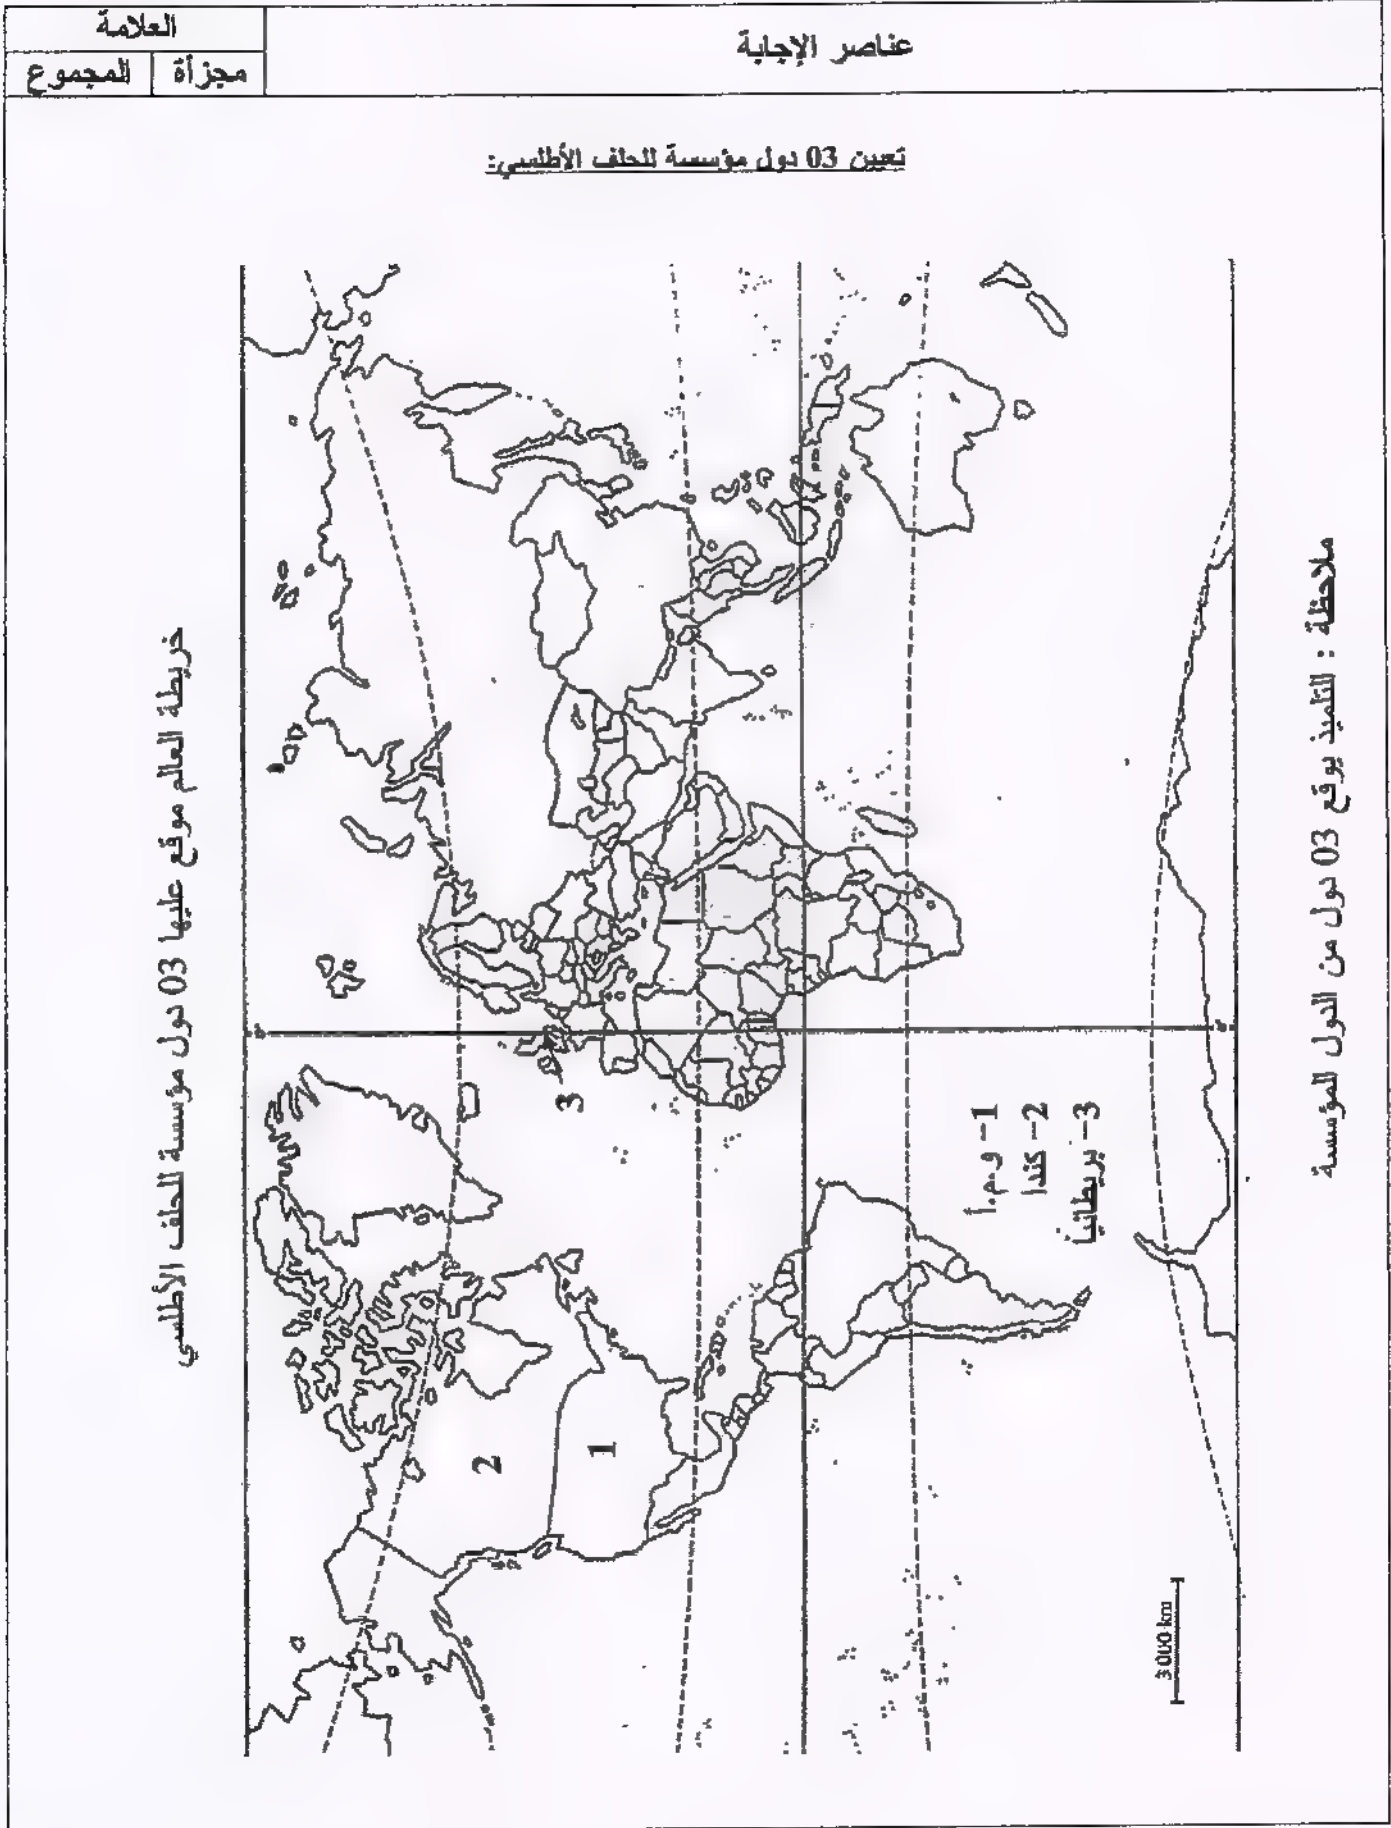 العلامة
عناصر الإجابة
مجزأة
المجموع
تعيين 03 دول مؤسسة للحلف الأطلسي:
خريطة العالم موقع عليها 03 دول مؤسسة للحلف الأطلسي
1
2
3
1- و.م.أ
2- كندا
3- بريطانيا
3 000 km
ملاحظة : التلميذ يوقع 03 دول من الدول المؤسسة